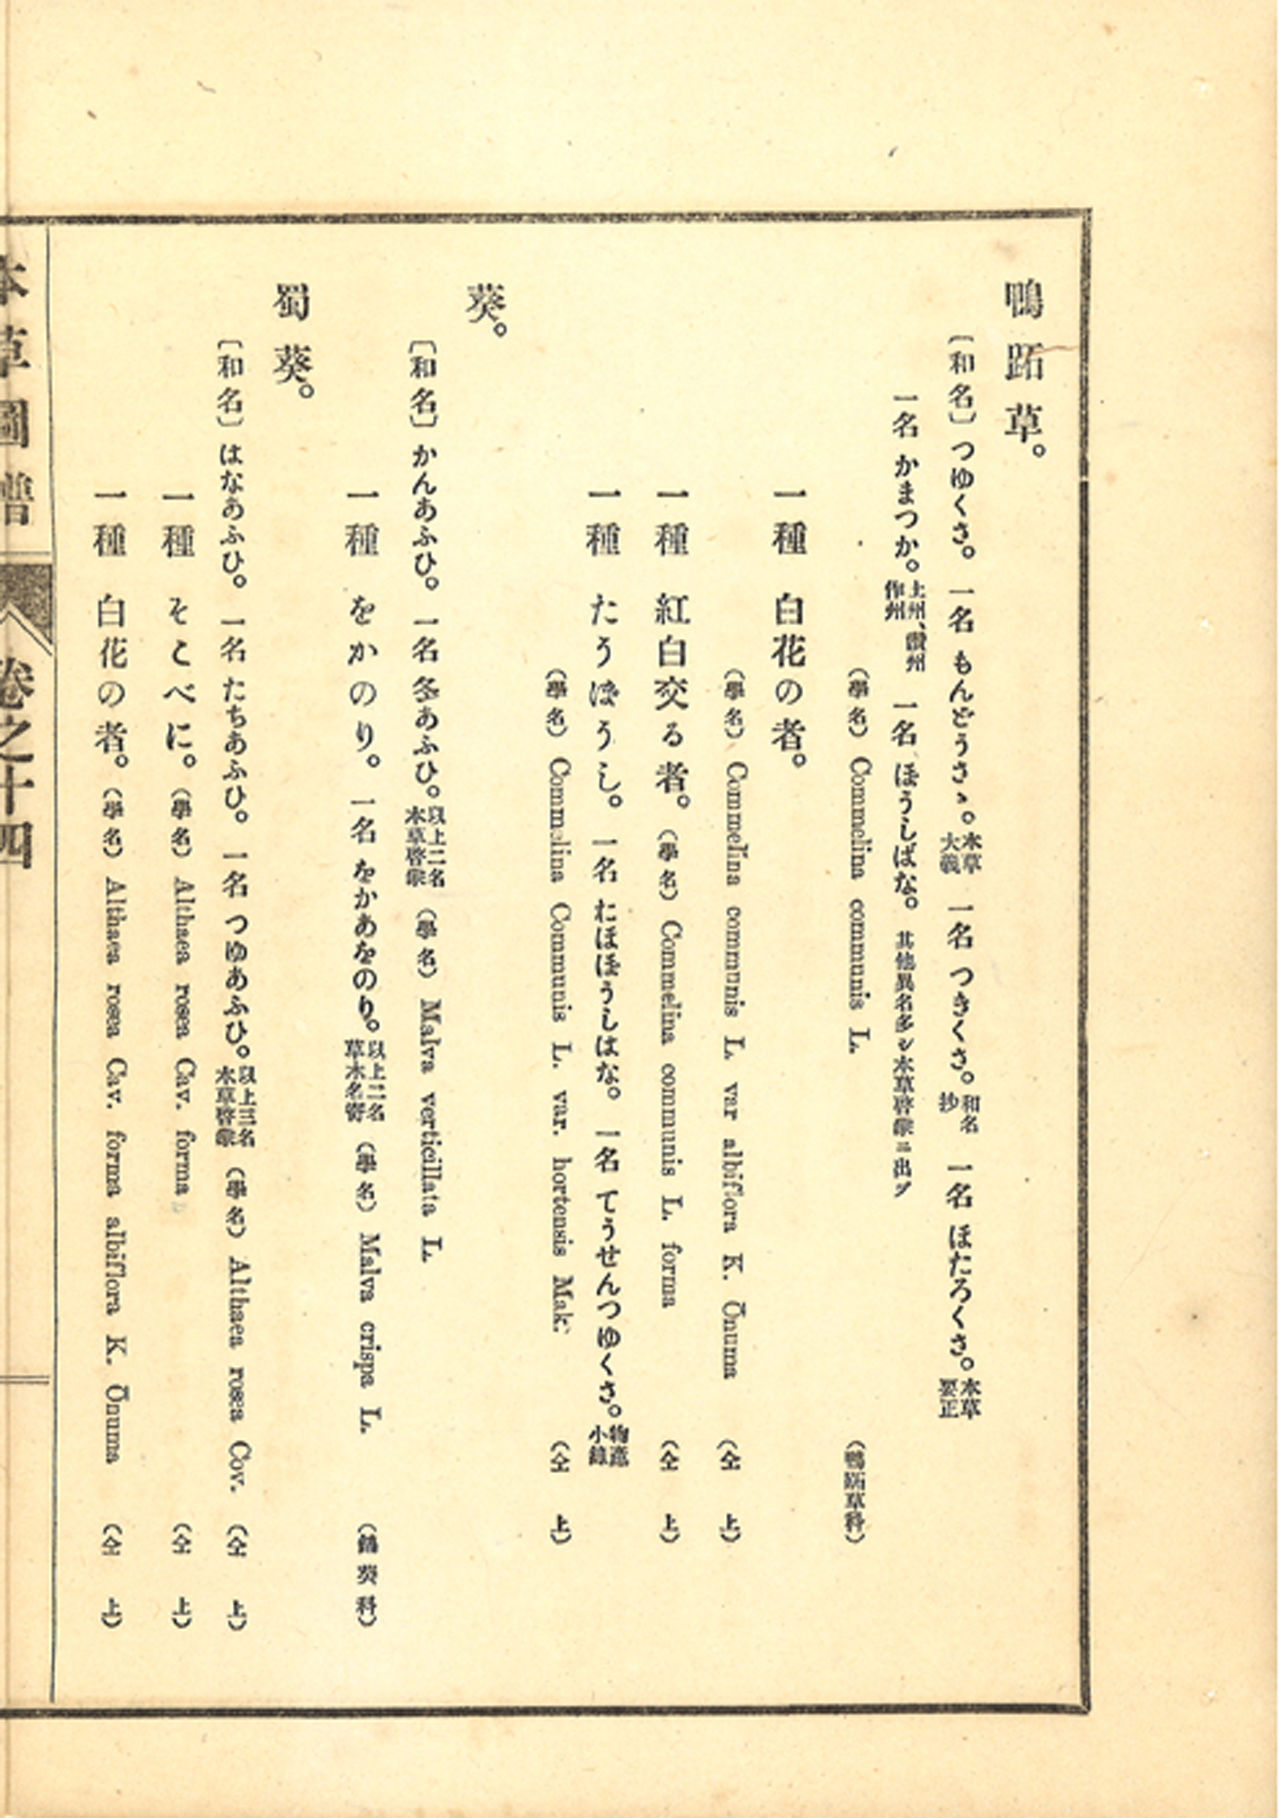 鴨跖草。
〔和名〕つゆくさ。一名 もんどうさゝ。本草大義 一名 つきくさ。和名抄 一名 ほたろくさ。本草要正
一名 かまつか。上州、讚州作州 一名 ほうしばな。其他異名多シ本草啓蒙ニ出ヅ
(學名) Commelina communis L. (鴨跖草科)
一種 白花の者。
(學名) Commelina communis L. var albiflora K. Ōnuma (仝上)
一種 紅白交る者。(學名) Commelina communis L. forma (仝上)
一種 たうぼうし。一名 おほほうしはな。一名 てうせんつゆくさ。物産小錄
(學名) Commelina Communis L. var. hortensis Mak. (仝上)
葵。
〔和名〕かんあふひ。一名 冬あふひ。以上二名本草啓蒙 (學名) Malva verticillata L.
一種 をかのり。一名 をかあをのり。以上二名草木名寄 (學名) Malva crispa L. (錦葵科)
蜀葵。
〔和名〕はなあふひ。一名 たちあふひ。一名 つゆあふひ。以上三名本草啓蒙 (學名) Althaea rosea Cov. (仝上)
一種 そこべに。(學名) Althaea rosea Cav. forma (仝上)
一種 白花の者。(學名) Althaea rosea Cav. forma albiflora K. Ōnuma (仝上)
本草圖譜 卷之十四